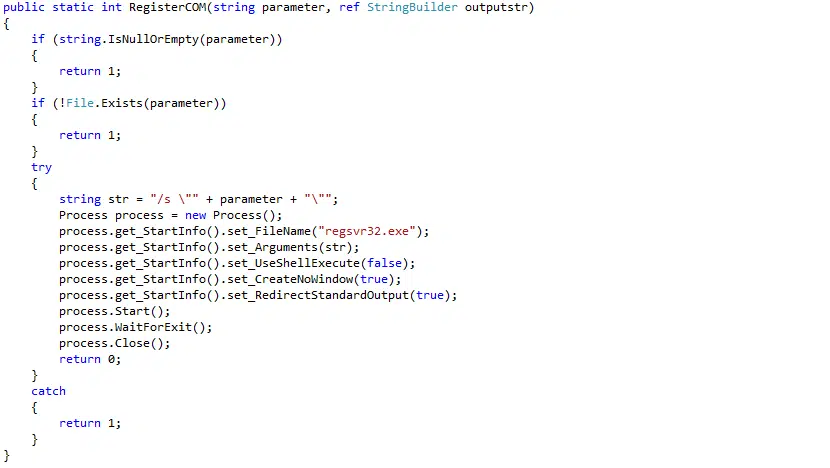 public static int RegisterCOM(string parameter, ref StringBuilder outputstr)
{
    if (string.IsNullOrEmpty(parameter))
    {
        return 1;
    }
    if (!File.Exists(parameter))
    {
        return 1;
    }
    try
    {
        string str = "/s \"" + parameter + "\"";
        Process process = new Process();
        process.get_StartInfo().set_FileName("regsvr32.exe");
        process.get_StartInfo().set_Arguments(str);
        process.get_StartInfo().set_UseShellExecute(false);
        process.get_StartInfo().set_CreateNoWindow(true);
        process.get_StartInfo().set_RedirectStandardOutput(true);
        process.Start();
        process.WaitForExit();
        process.Close();
        return 0;
    }
    catch
    {
        return 1;
    }
}